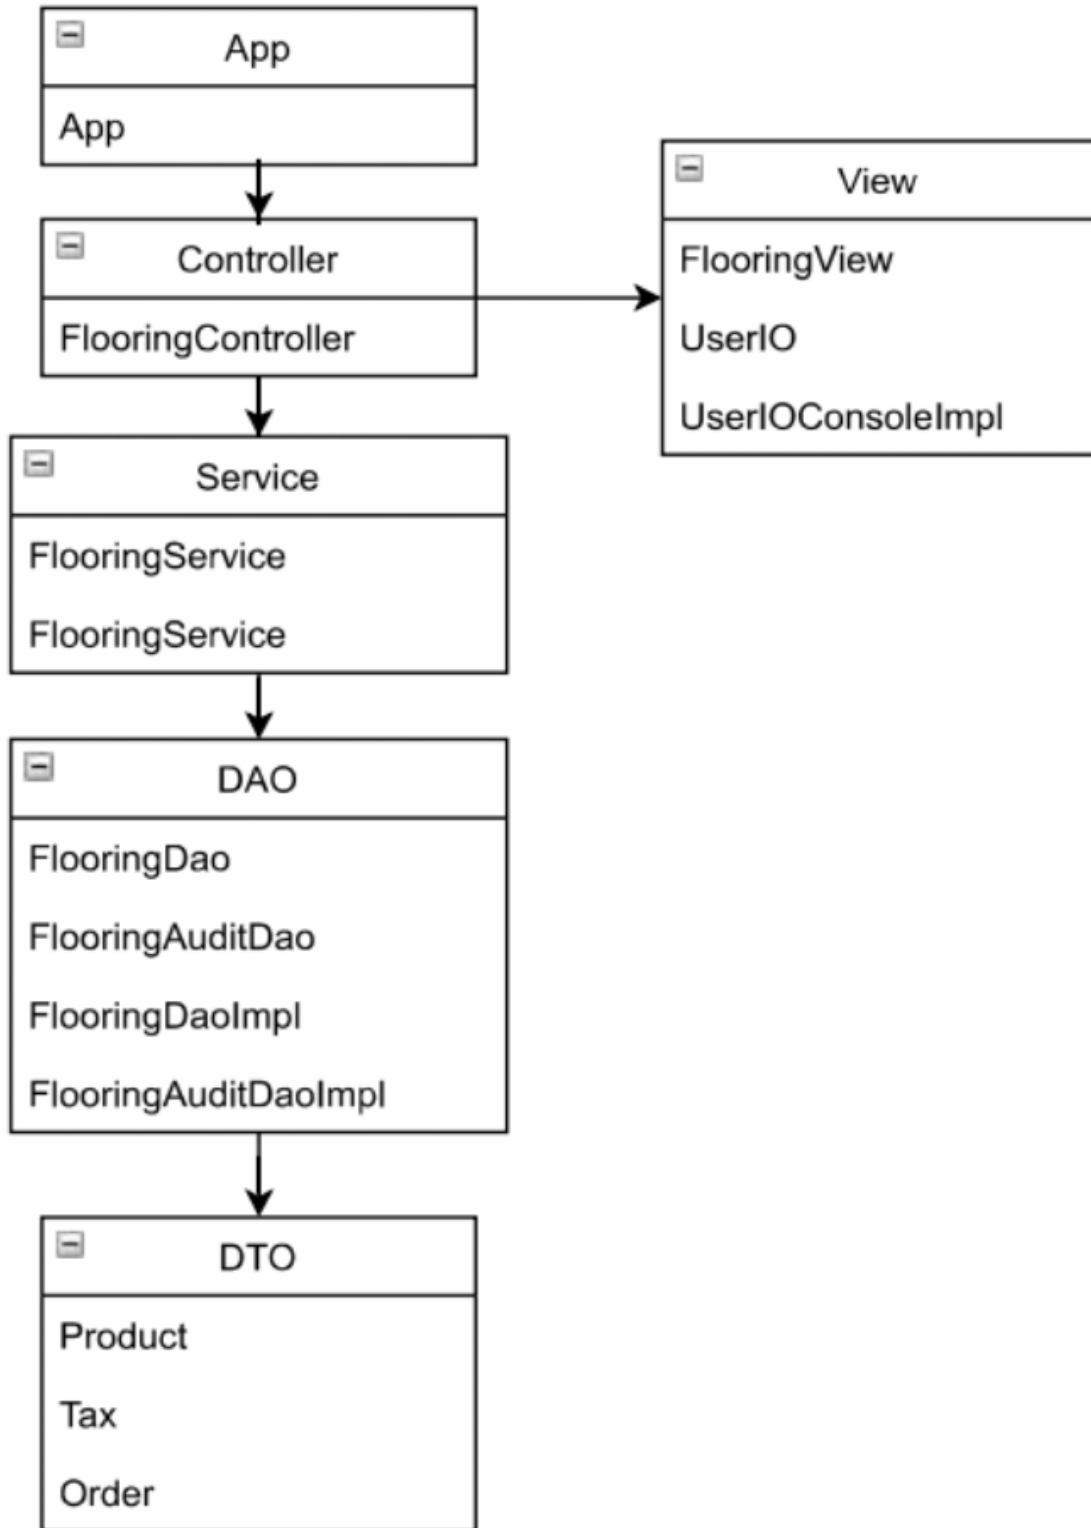 App
App
Controller
FlooringController
View
FlooringView
UserIO
UserIOConsoleImpl
Service
FlooringService
FlooringService
DAO
FlooringDao
FlooringAuditDao
FlooringDaoImpl
FlooringAuditDaoImpl
DTO
Product
Tax
Order